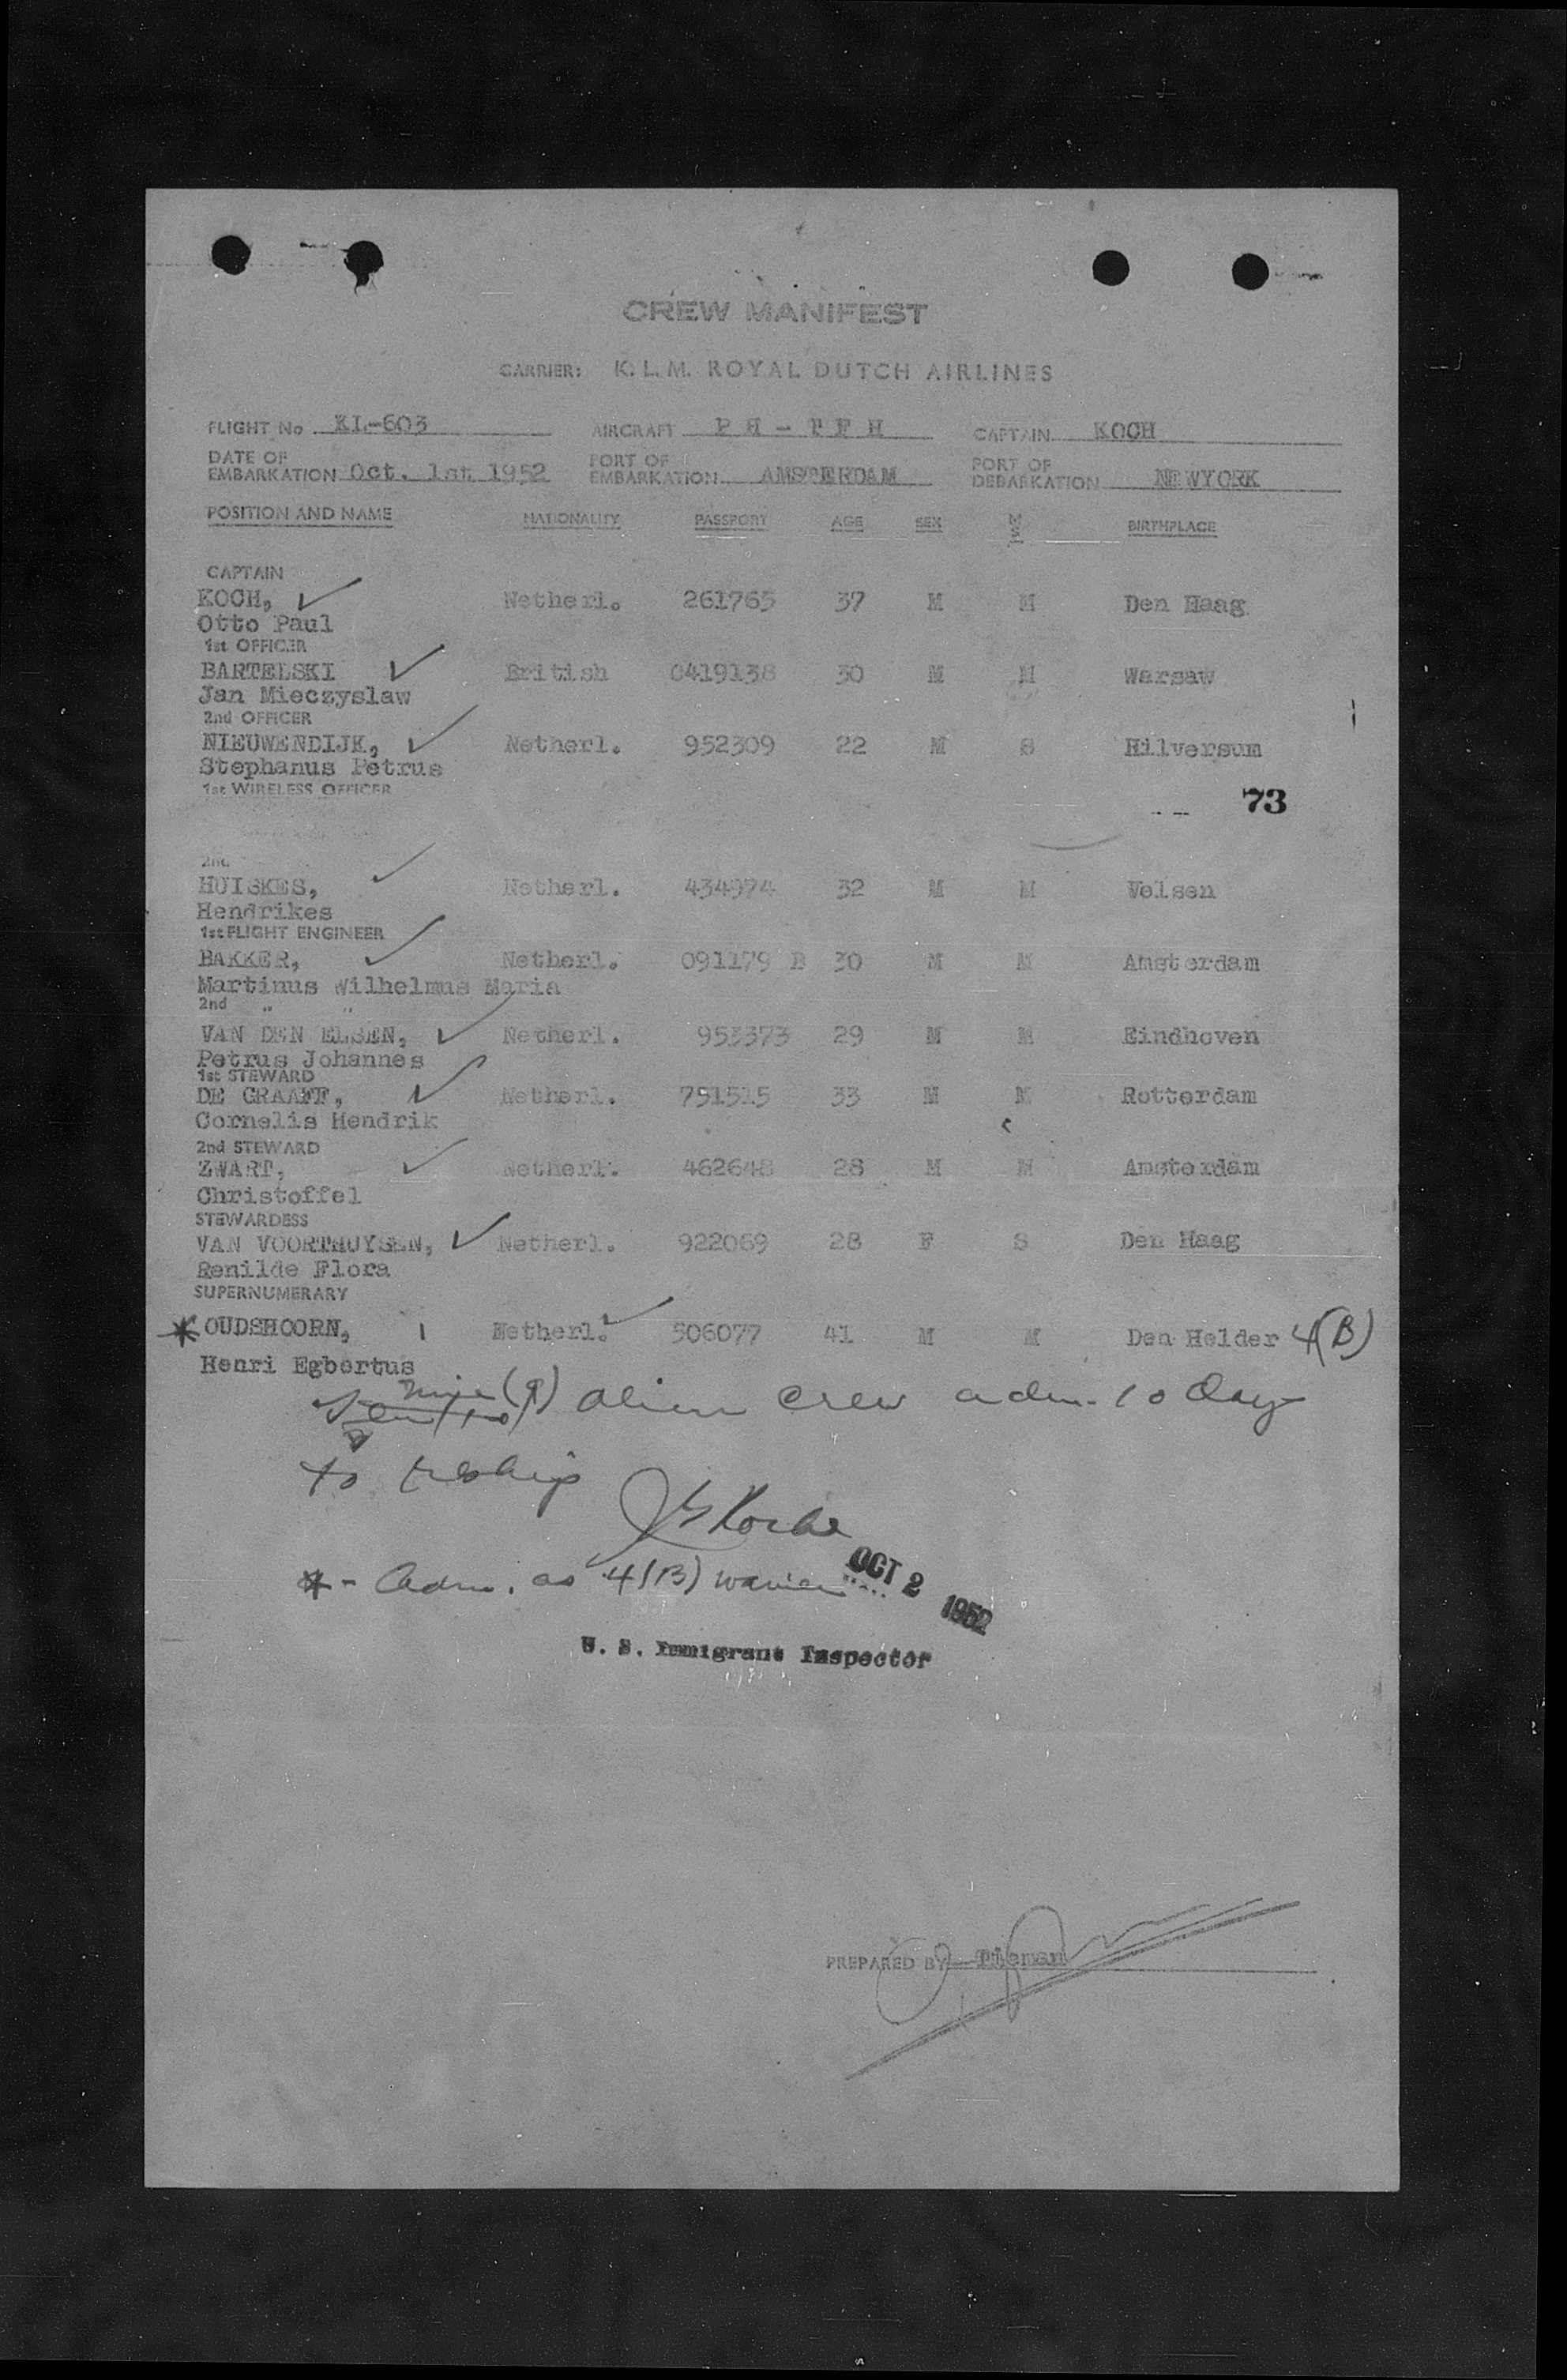 CREW MANIFEST
CARRIER: K.L.M. ROYAL DUTCH AIRLINES
FLIGHT No KL-603 AIRCRAFT PH - TFH CAPTAIN KOCH
DATE OF EMBARKATION Oct. 1st 1952 PORT OF EMBARKATION AMSTERDAM PORT OF DEBARKATION NEWYORK
POSITION AND NAME NATIONALITY PASSPORT AGE SEX BIRTHPLACE
CAPTAIN
KOCH, Netherl. 261765 37 M M Den Haag
Otto Paul
1st OFFICER
BARTELSKI British 0419138 30 M M Warsaw
Jan Mieczyslaw
2nd OFFICER
NIEUWENDIJK, Netherl. 952309 22 M S Hilversum
Stephanus Petrus
1st WIRELESS OFFICER
73
2nd
HUISKES, Netherl. 434974 32 M M Velsen
Hendrikes
1st FLIGHT ENGINEER
BAKKER, Netherl. 091179 B 30 M M Amsterdam
Martinus Wilhelmus Maria
2nd " "
VAN DEN ELSEN, Netherl. 953373 29 M M Eindhoven
Petrus Johannes
1st STEWARD
DE GRAAFF, Netherl. 791515 33 M M Rotterdam
Cornelis Hendrik
2nd STEWARD
ZWART, Netherl. 462648 28 M M Amsterdam
Christoffel
STEWARDESS
VAN VOORTHUYSEN, Netherl. 922069 28 F S Den Haag
Renilde Flora
SUPERNUMERARY
* OUDSHOORN, Netherl. 506077 41 M M Den Helder 4(B)
Henri Egbertus
nine (9)
Ten (10) alien crew adm. 10 days
to reship
* - Adm. as 4(B) waiver
OCT 2 1952
U. S. Immigrant Inspector
PREPARED BY